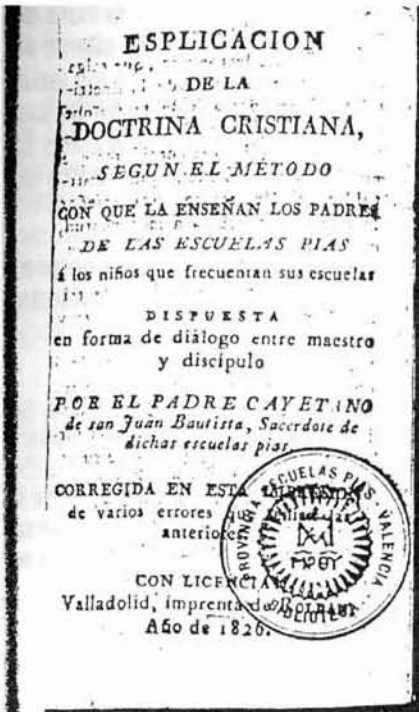 ESPLICACION
DE LA
DOCTRINA CRISTIANA,
SEGUN EL METODO
CON QUE LA ENSEÑAN LOS PADRES
DE LAS ESCUELAS PIAS
á los niños que frecuentan sus escuelas
DISPUESTA
en forma de diálogo entre maestro
y discípulo
POR EL PADRE CAYETANO
de san Juan Bautista, Sacerdote de
dichas escuelas pias
CORREGIDA EN ESTA
de varios errores
anteriores
CON LICENCIA
Valladolid, imprenta de
Año de 1826.
PROVINCIA ESCUELAS PIAS · VALENCIA
BIBLIOTECA